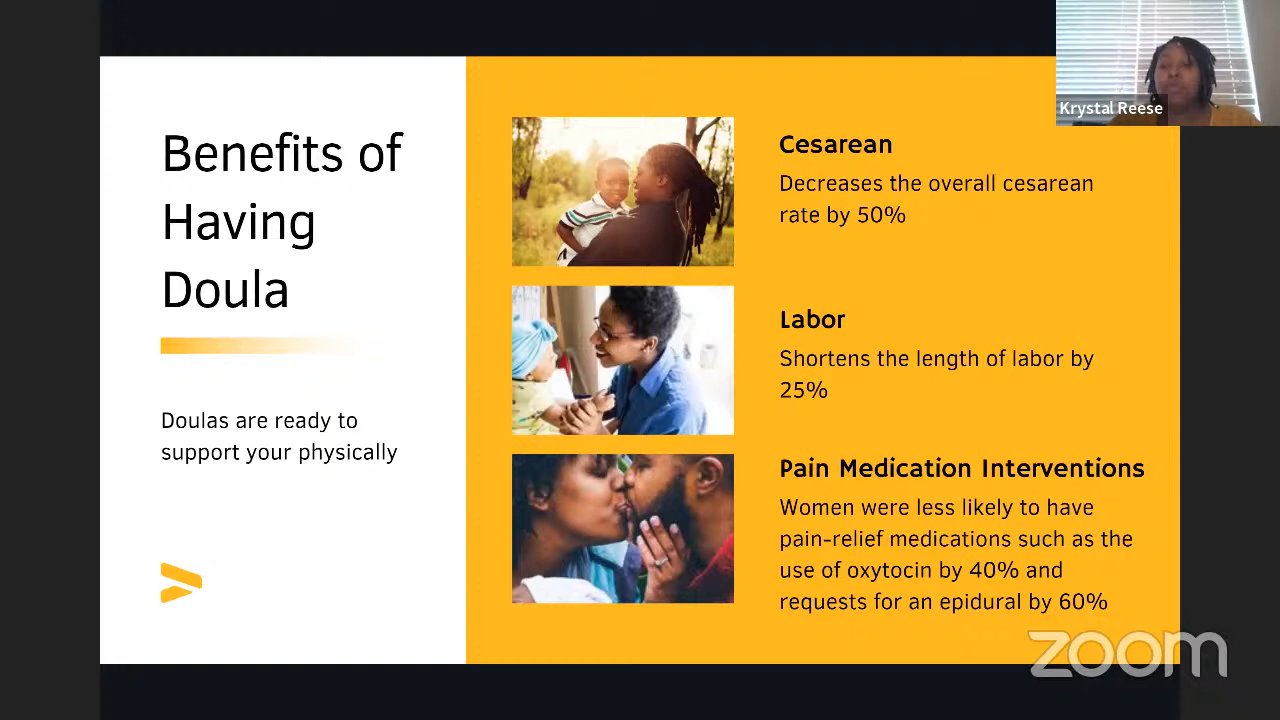 Benefits of
Having
Doula
Doulas are ready to
support your physically
Cesarean
Decreases the overall cesarean
rate by 50%
Labor
Shortens the length of labor by
25%
Pain Medication Interventions
Women were less likely to have
pain-relief medications such as the
use of oxytocin by 40% and
requests for an epidural by 60%
Krystal Reese
zoom